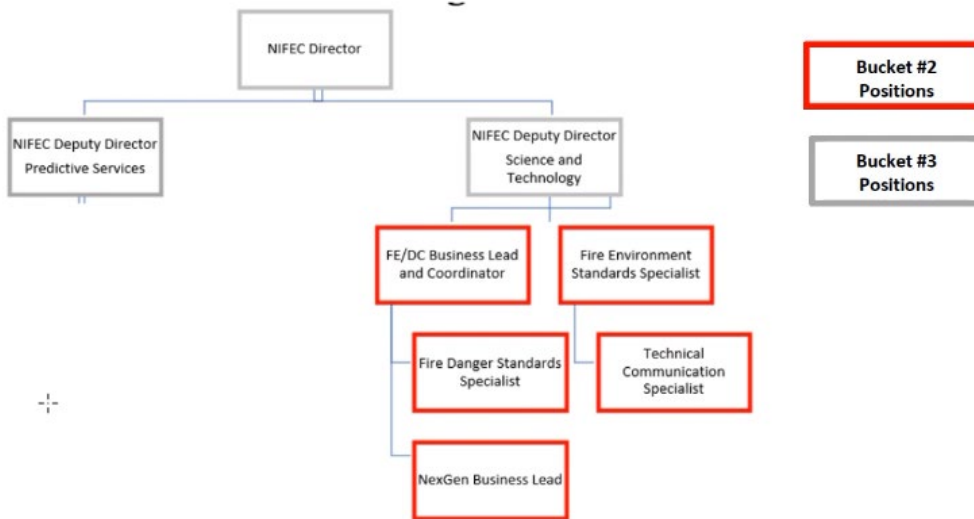 NIFEC Director
Bucket #2
Positions
NIFEC Deputy Director
Predictive Services
NIFEC Deputy Director
Science and
Technology
Bucket #3
Positions
FE/DC Business Lead
and Coordinator
Fire Environment
Standards Specialist
Fire Danger Standards
Specialist
Technical
Communication
Specialist
NexGen Business Lead